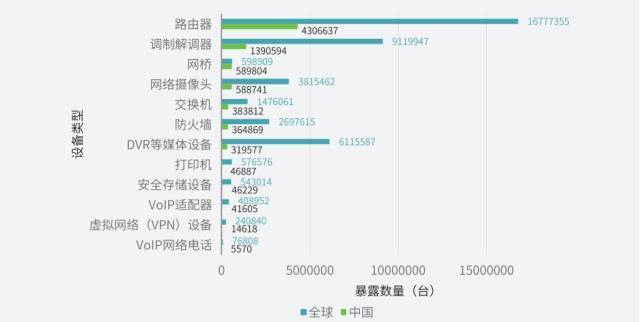 路由器 16777355
4306637
调制解调器 9119947
1390594
网桥 598909
589804
网络摄像头 3815462
588741
交换机 1476061
383812
防火墙 2697615
364869
DVR等媒体设备 6115587
319577
打印机 576576
46887
安全存储设备 543014
46229
VoIP适配器 408952
41605
虚拟网络（VPN）设备 240840
14618
VoIP网络电话 76808
5570
设备类型
0 5000000 10000000 15000000
暴露数量（台）
全球 中国